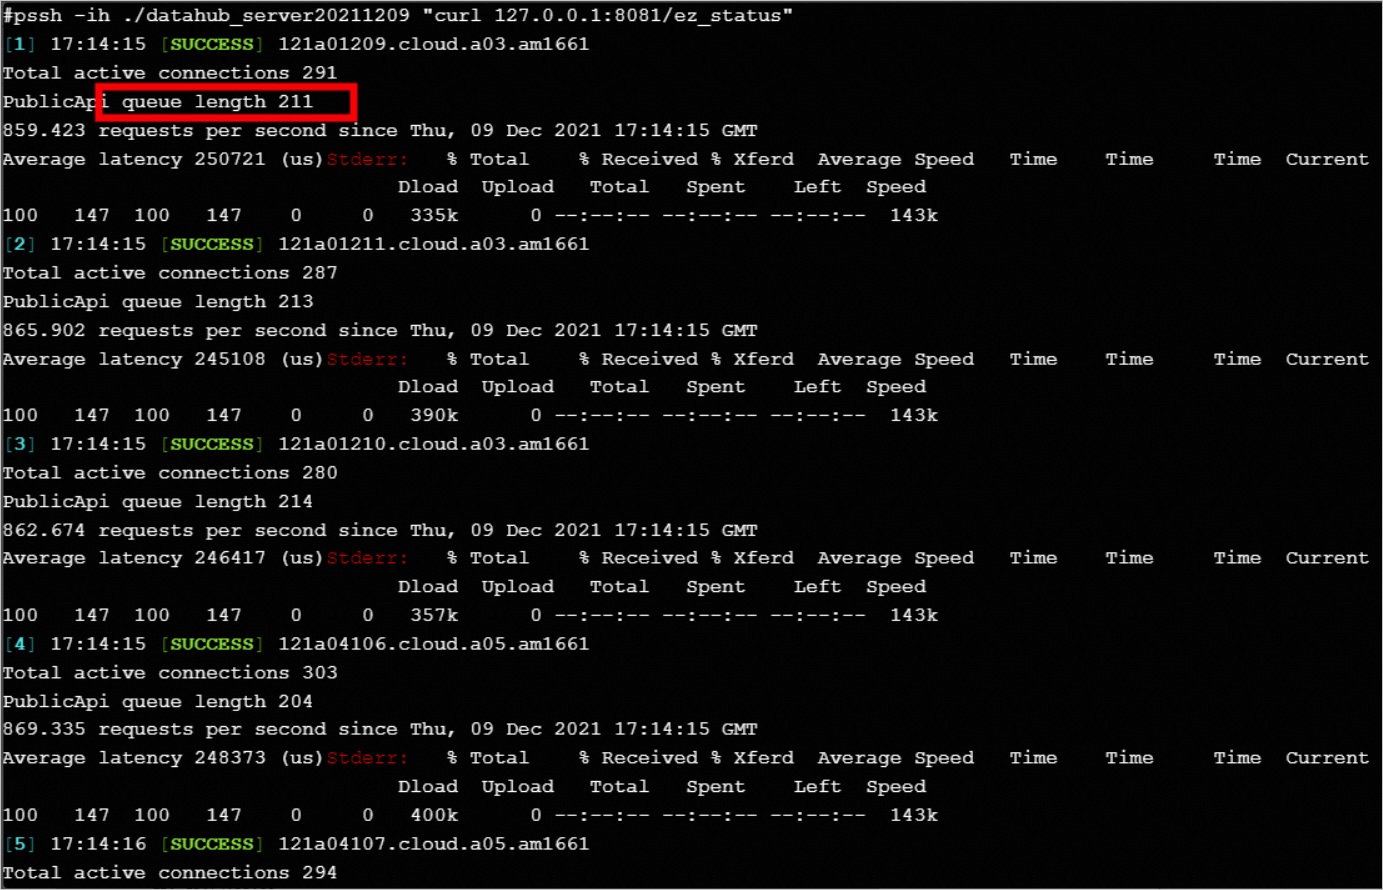 #pssh -ih ./datahub_server20211209 "curl 127.0.0.1:8081/ez_status"
[1] 17:14:15 [SUCCESS] 121a01209.cloud.a03.am1661
Total active connections 291
PublicApi queue length 211
859.423 requests per second since Thu, 09 Dec 2021 17:14:15 GMT
Average latency 250721 (us)Stderr:   % Total    % Received % Xferd  Average Speed   Time    Time     Time  Current
                                 Dload  Upload   Total   Spent    Left  Speed
100   147  100   147    0     0   335k      0 --:--:-- --:--:-- --:--:--  143k
[2] 17:14:15 [SUCCESS] 121a01211.cloud.a03.am1661
Total active connections 287
PublicApi queue length 213
865.902 requests per second since Thu, 09 Dec 2021 17:14:15 GMT
Average latency 245108 (us)Stderr:   % Total    % Received % Xferd  Average Speed   Time    Time     Time  Current
                                 Dload  Upload   Total   Spent    Left  Speed
100   147  100   147    0     0   390k      0 --:--:-- --:--:-- --:--:--  143k
[3] 17:14:15 [SUCCESS] 121a01210.cloud.a03.am1661
Total active connections 280
PublicApi queue length 214
862.674 requests per second since Thu, 09 Dec 2021 17:14:15 GMT
Average latency 246417 (us)Stderr:   % Total    % Received % Xferd  Average Speed   Time    Time     Time  Current
                                 Dload  Upload   Total   Spent    Left  Speed
100   147  100   147    0     0   357k      0 --:--:-- --:--:-- --:--:--  143k
[4] 17:14:15 [SUCCESS] 121a04106.cloud.a05.am1661
Total active connections 303
PublicApi queue length 204
869.335 requests per second since Thu, 09 Dec 2021 17:14:15 GMT
Average latency 248373 (us)Stderr:   % Total    % Received % Xferd  Average Speed   Time    Time     Time  Current
                                 Dload  Upload   Total   Spent    Left  Speed
100   147  100   147    0     0   400k      0 --:--:-- --:--:-- --:--:--  143k
[5] 17:14:16 [SUCCESS] 121a04107.cloud.a05.am1661
Total active connections 294